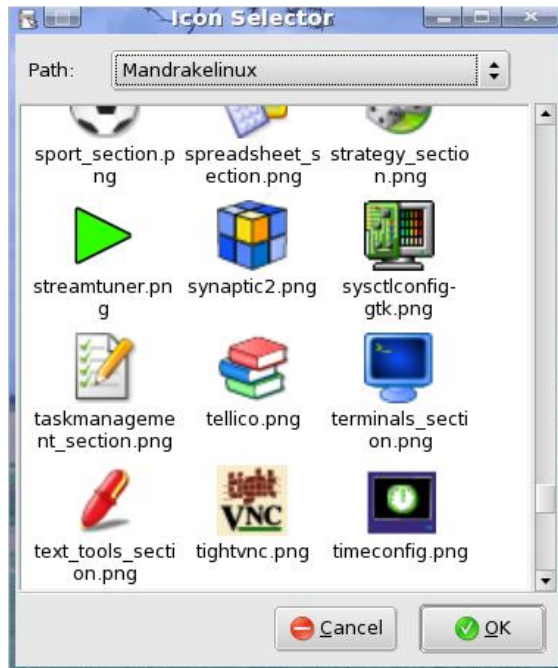 Icon Selector
Path: Mandrakelinux
sport_section.p
ng
spreadsheet_s
ection.png
strategy_sectio
n.png
streamtuner.pn
g
synaptic2.png
sysctlconfig-
gtk.png
taskmanageme
nt_section.png
tellico.png
terminals_secti
on.png
tight
VNC
text_tools_secti
on.png
tightvnc.png
timeconfig.png
Cancel
OK